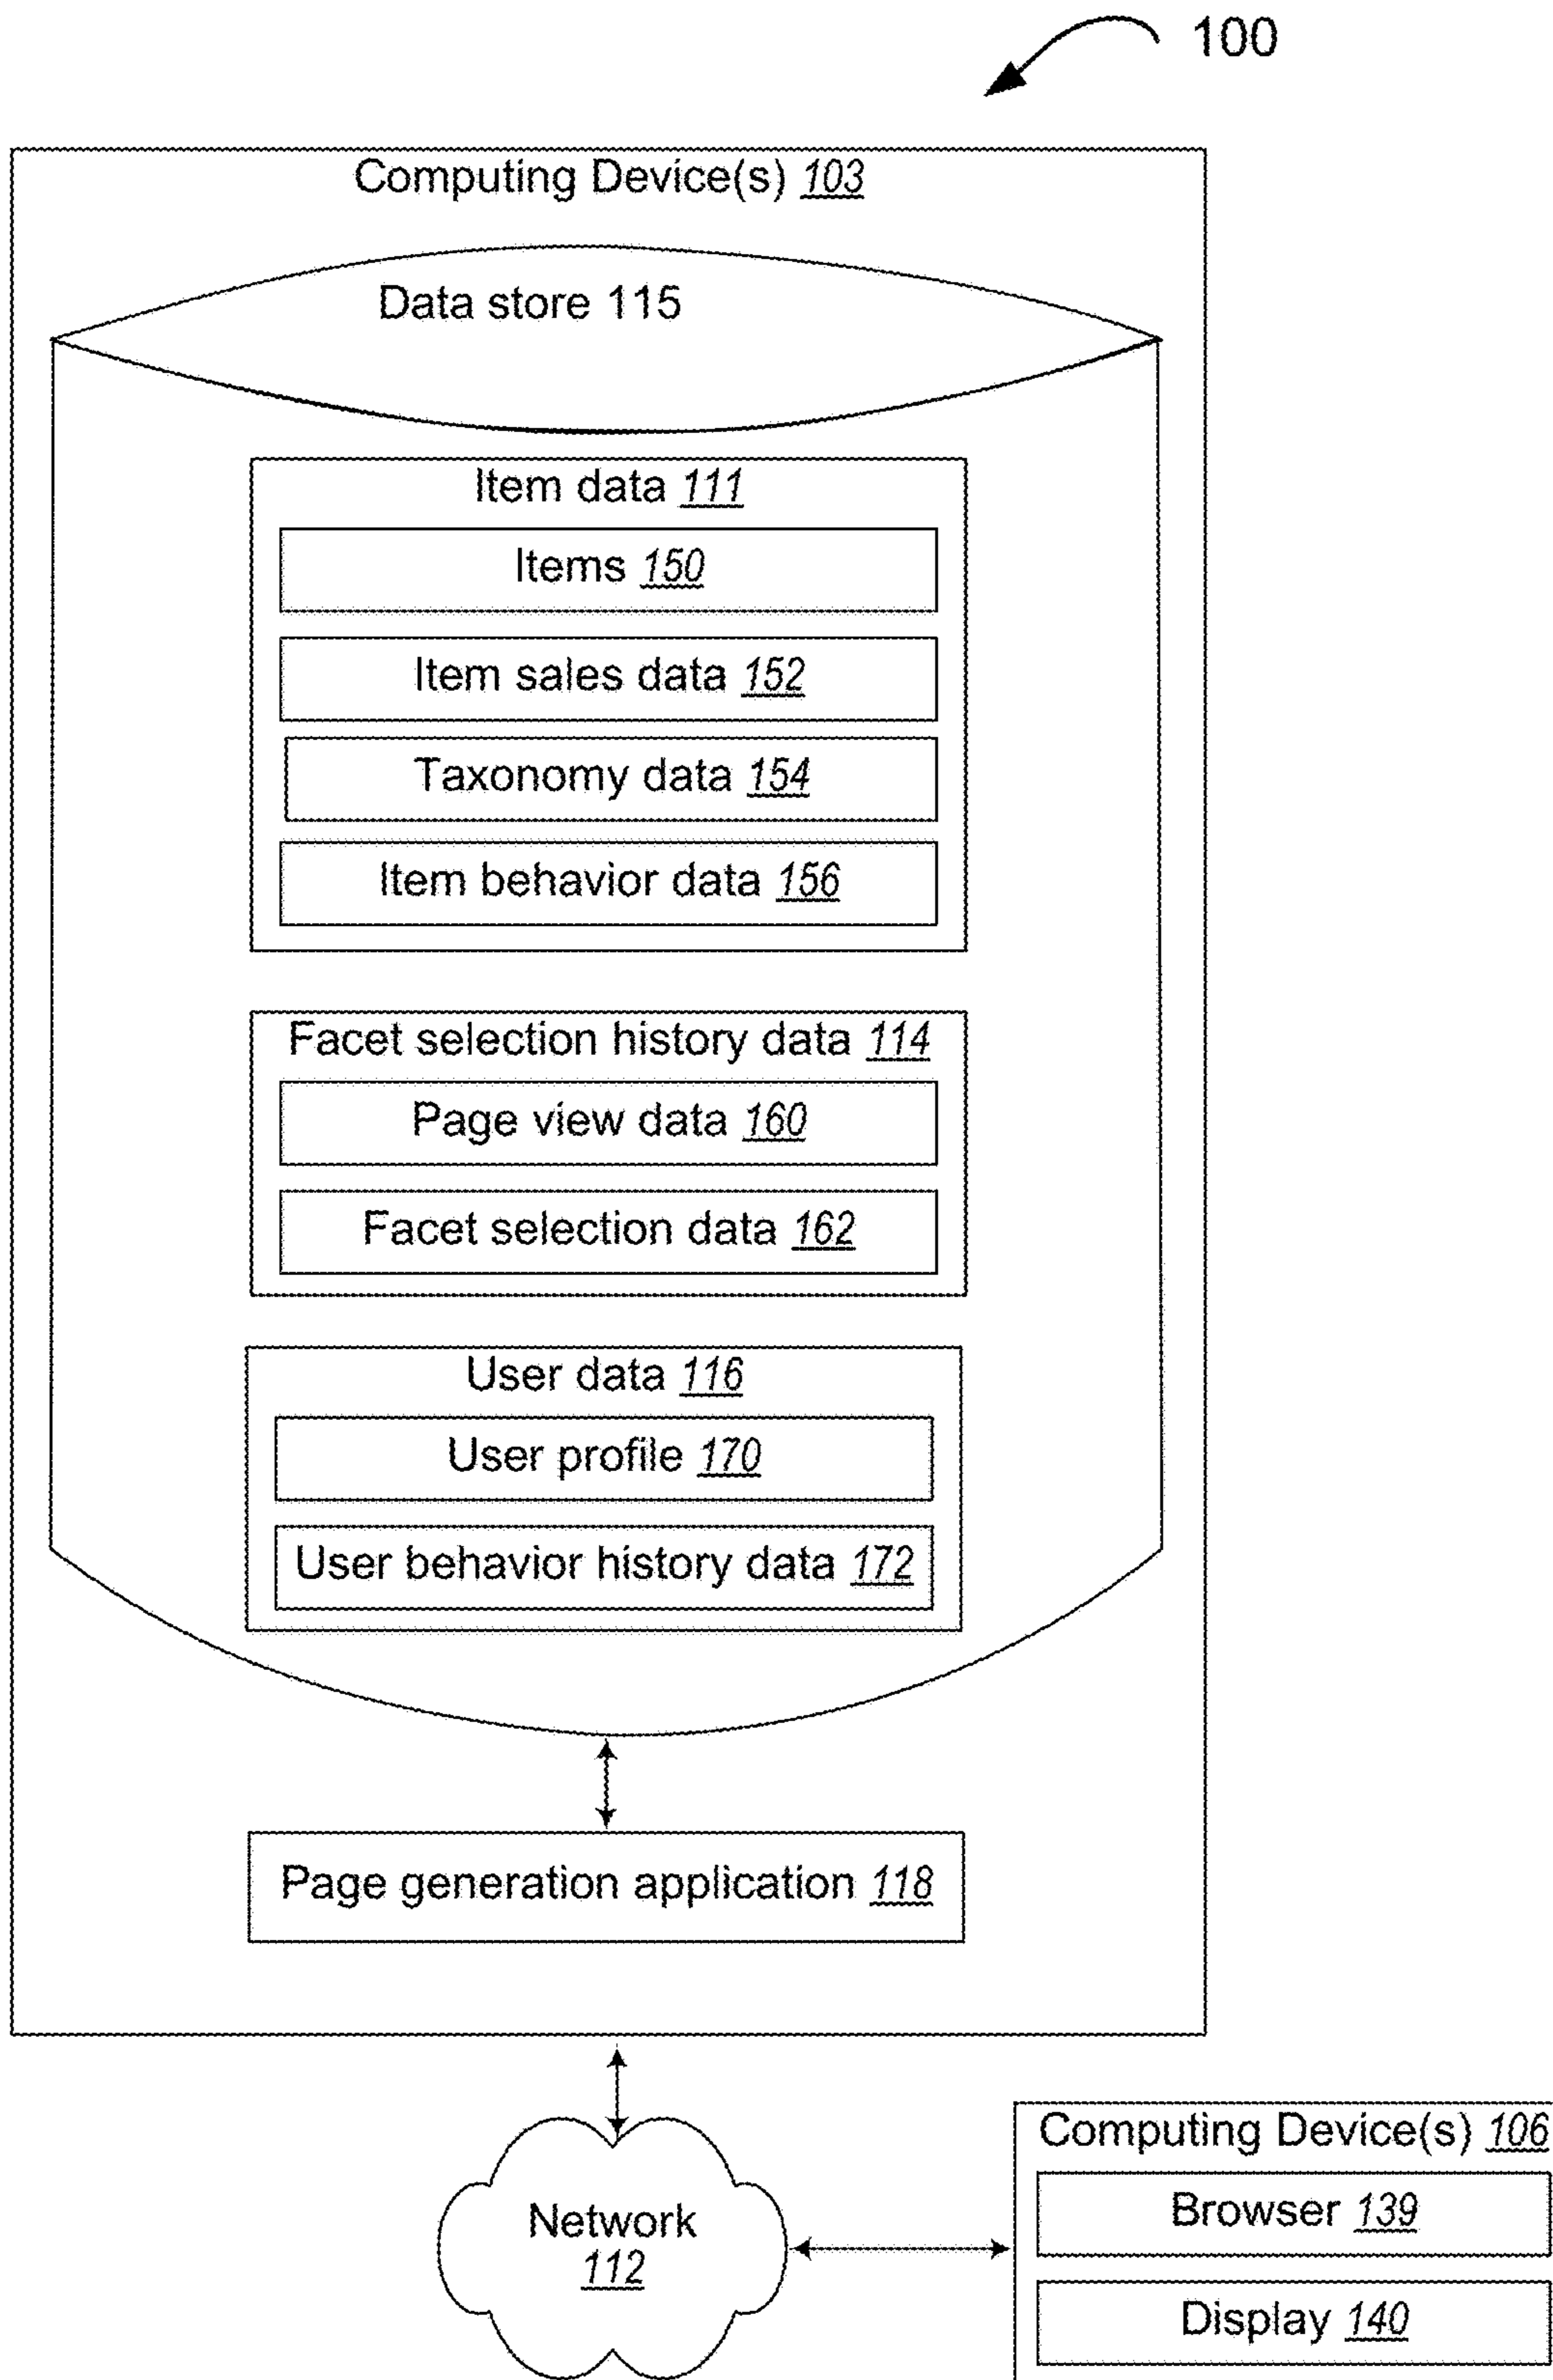 100
Computing Device(s) 103
Data store 115
Item data 111
Items 150
Item sales data 152
Taxonomy data 154
Item behavior data 156
Facet selection history data 114
Page view data 160
Facet selection data 162
User data 116
User profile 170
User behavior history data 172
Page generation application 118
Network
112
Computing Device(s) 106
Browser 139
Display 140